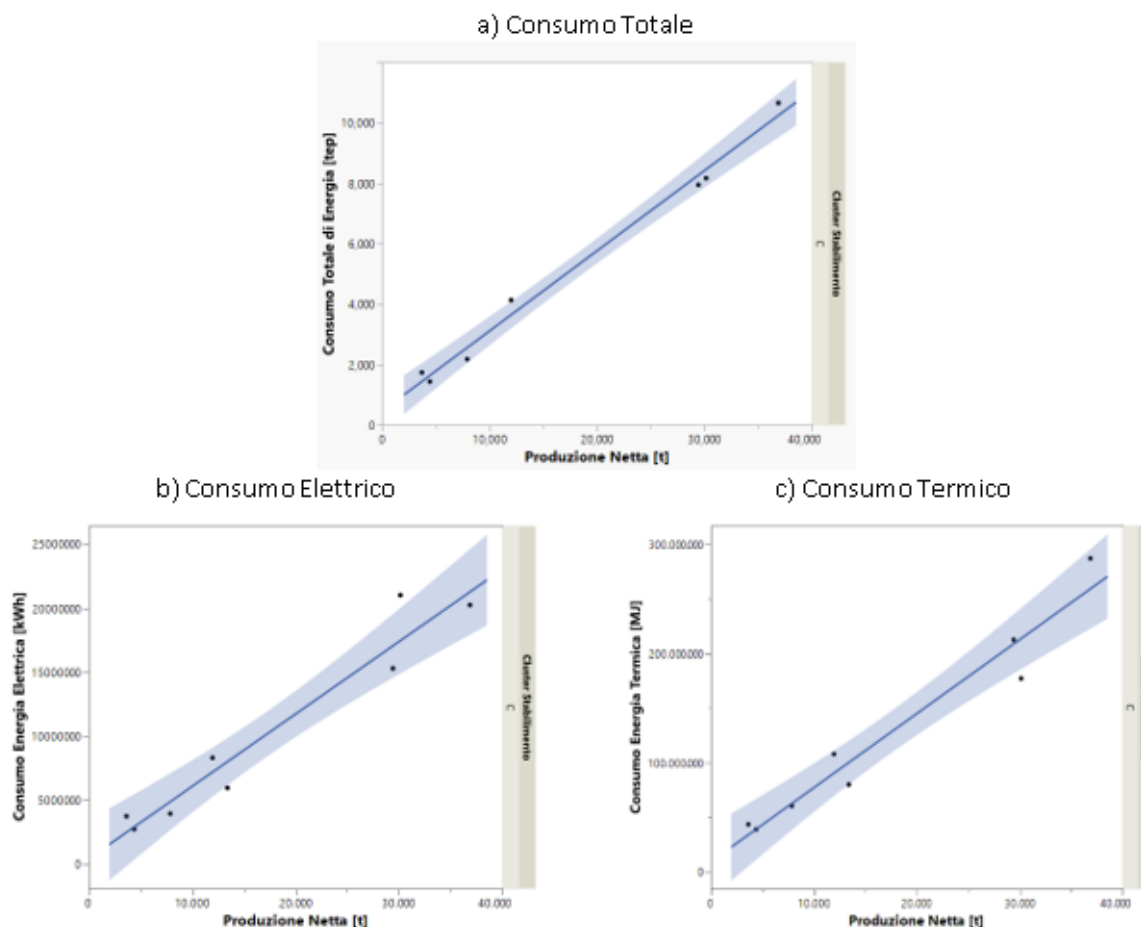 a) Consumo Totale
Consumo Totale di Energia [tep]
10,000
8,000
6,000
4,000
2,000
0
0 10,000 20,000 30,000 40,000
Produzione Netta [t]
C
Cluster Stabilimento
b) Consumo Elettrico
Consumo Energia Elettrica [kWh]
25000000
20000000
15000000
10000000
5000000
0
0 10.000 20.000 30.000 40.000
Produzione Netta [t]
C
Cluster Stabilimento
c) Consumo Termico
Consumo Energia Termica [MJ]
300.000.000
200.000.000
100.000.000
0
0 10.000 20.000 30.000 40.000
Produzione Netta [t]
C